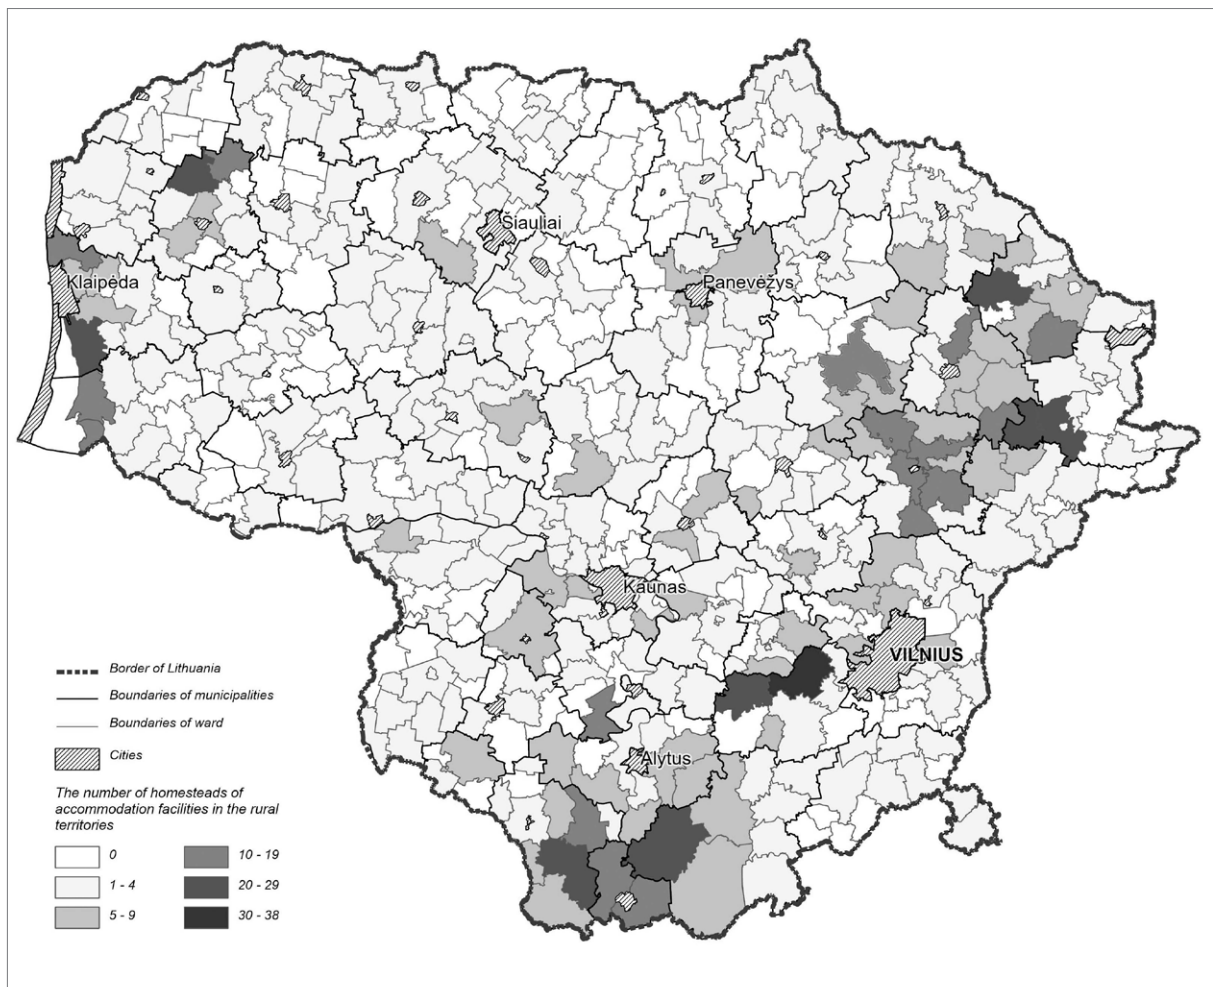 Šiauliai
Klaipėda
Panevėžys
Kaunas
VILNIUS
Alytus
Border of Lithuania
Boundaries of municipalities
Boundaries of ward
Cities
The number of homesteads of
accommodation facilities in the rural
territories
0
10 - 19
1 - 4
20 - 29
5 - 9
30 - 38